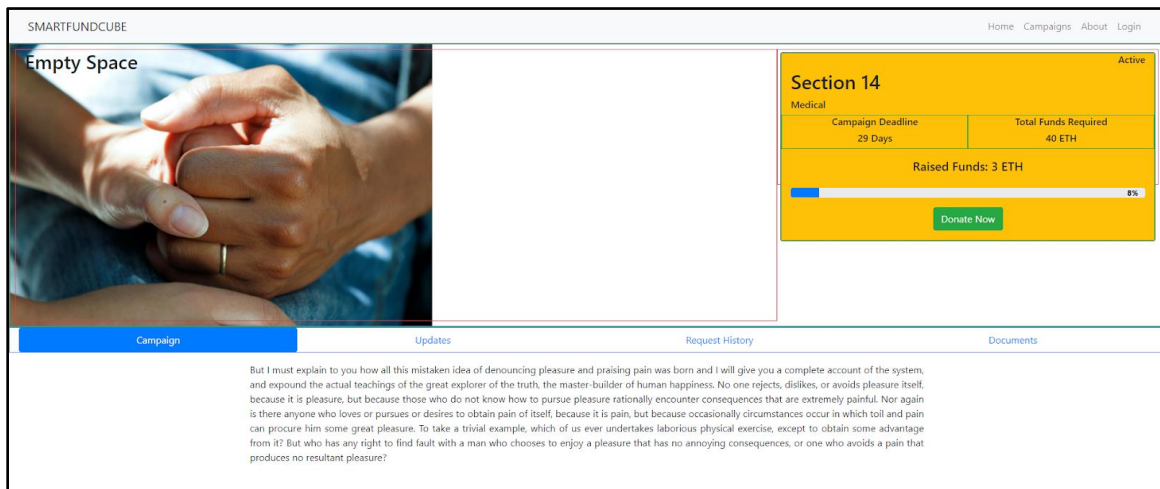 SMARTFUNDCUBE
Home Campaigns About Login
Empty Space
Active
Section 14
Medical
Campaign Deadline
29 Days
Total Funds Required
40 ETH
Raised Funds: 3 ETH
8%
Donate Now
Campaign
Updates
Request History
Documents
But I must explain to you how all this mistaken idea of denouncing pleasure and praising pain was born and I will give you a complete account of the system,
and expound the actual teachings of the great explorer of the truth, the master-builder of human happiness. No one rejects, dislikes, or avoids pleasure itself,
because it is pleasure, but because those who do not know how to pursue pleasure rationally encounter consequences that are extremely painful. Nor again
is there anyone who loves or pursues or desires to obtain pain of itself, because it is pain, but because occasionally circumstances occur in which toil and pain
can procure him some great pleasure. To take a trivial example, which of us ever undertakes laborious physical exercise, except to obtain some advantage
from it? But who has any right to find fault with a man who chooses to enjoy a pleasure that has no annoying consequences, or one who avoids a pain that
produces no resultant pleasure?